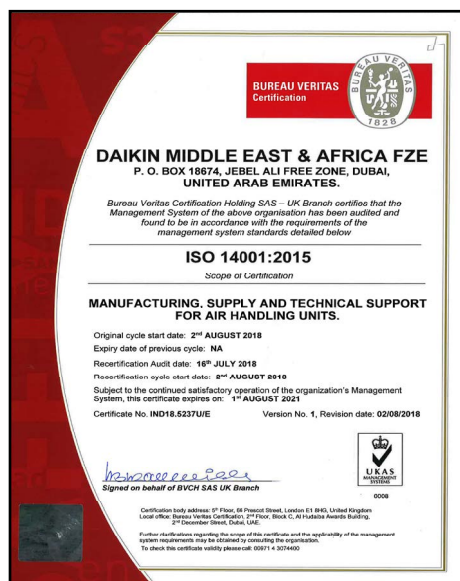 BUREAU VERITAS
Certification
BUREAU VERITAS
1828
DAIKIN MIDDLE EAST & AFRICA FZE
P. O. BOX 18674, JEBEL ALI FREE ZONE, DUBAI,
UNITED ARAB EMIRATES.
Bureau Veritas Certification Holding SAS – UK Branch certifies that the
Management System of the above organisation has been audited and
found to be in accordance with the requirements of the
management system standards detailed below
ISO 14001:2015
Scope of Certification
MANUFACTURING, SUPPLY AND TECHNICAL SUPPORT
FOR AIR HANDLING UNITS.
Original cycle start date: 2nd AUGUST 2018
Expiry date of previous cycle: NA
Recertification Audit date: 16th JULY 2018
Recertification cycle start date: 2nd AUGUST 2018
Subject to the continued satisfactory operation of the organization's Management
System, this certificate expires on: 1st AUGUST 2021
Certificate No. IND18.5237U/E Version No. 1, Revision date: 02/08/2018
UKAS
MANAGEMENT
SYSTEMS
0008
Signed on behalf of BVCH SAS UK Branch
Certification body address: 5th Floor, 66 Prescot Street, London E1 8HG, United Kingdom
Local office: Bureau Veritas Certification, 2nd Floor, Block C, Al Hudaiba Awards Building,
2nd December Street, Dubai, UAE.
Further clarifications regarding the scope of this certificate and the applicability of the management
system requirements may be obtained by consulting the organisation.
To check this certificate validity please call: 00971 4 3074400